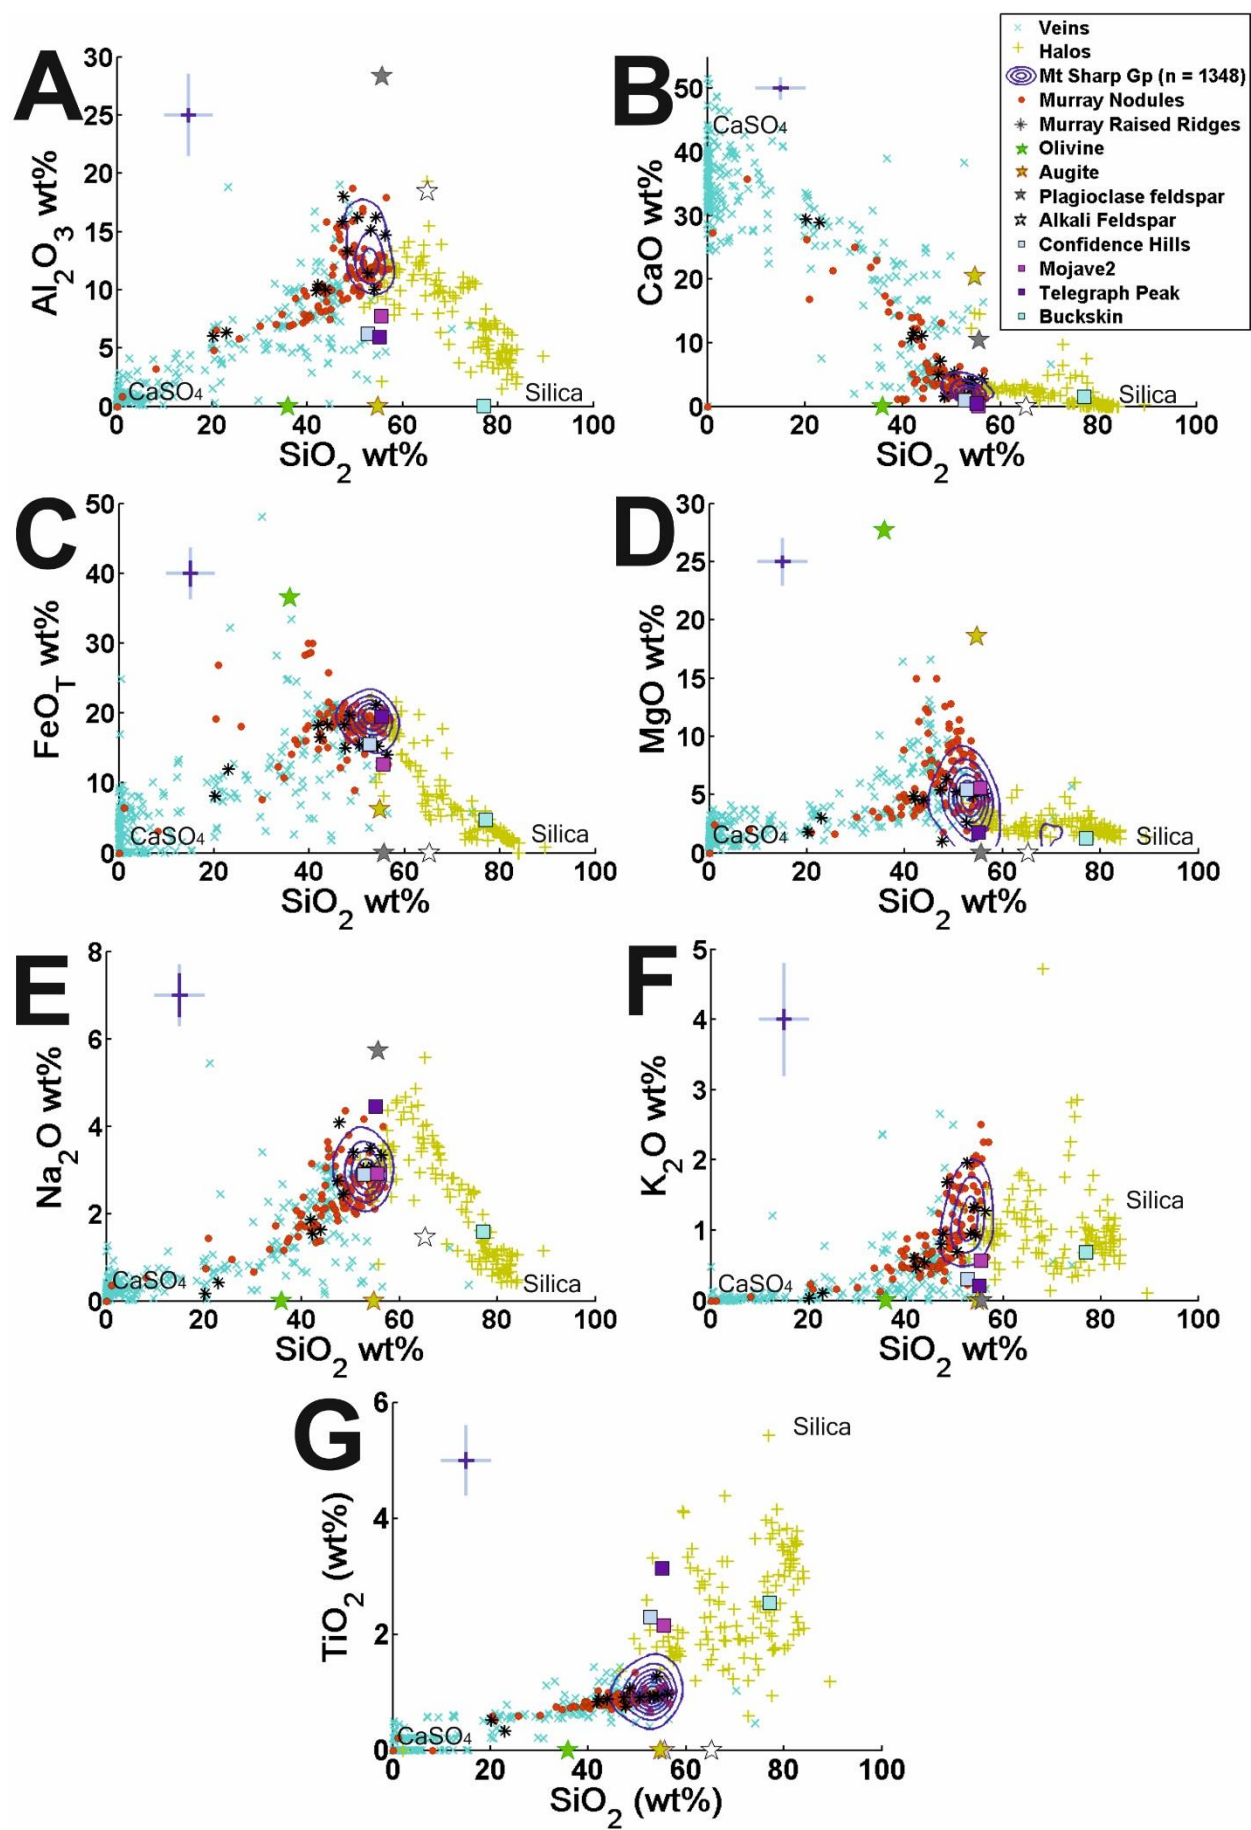 A
30
25
20
15
10
5
0
Al2O3 wt%
CaSO4
Silica
0 20 40 60 80 100
SiO2 wt%
B
50
40
30
20
10
0
CaO wt%
CaSO4
Silica
0 20 40 60 80 100
SiO2 wt%
Veins
Halos
Mt Sharp Gp (n = 1348)
Murray Nodules
Murray Raised Ridges
Olivine
Augite
Plagioclase feldspar
Alkali Feldspar
Confidence Hills
Mojave2
Telegraph Peak
Buckskin
C
50
40
30
20
10
0
FeOT wt%
CaSO4
Silica
0 20 40 60 80 100
SiO2 wt%
D
30
25
20
15
10
5
0
MgO wt%
CaSO4
Silica
0 20 40 60 80 100
SiO2 wt%
E
8
6
4
2
0
Na2O wt%
CaSO4
Silica
0 20 40 60 80 100
SiO2 wt%
F
5
4
3
2
1
0
K2O wt%
CaSO4
Silica
0 20 40 60 80 100
SiO2 wt%
G
6
4
2
0
TiO2 (wt%)
CaSO4
Silica
0 20 40 60 80 100
SiO2 (wt%)